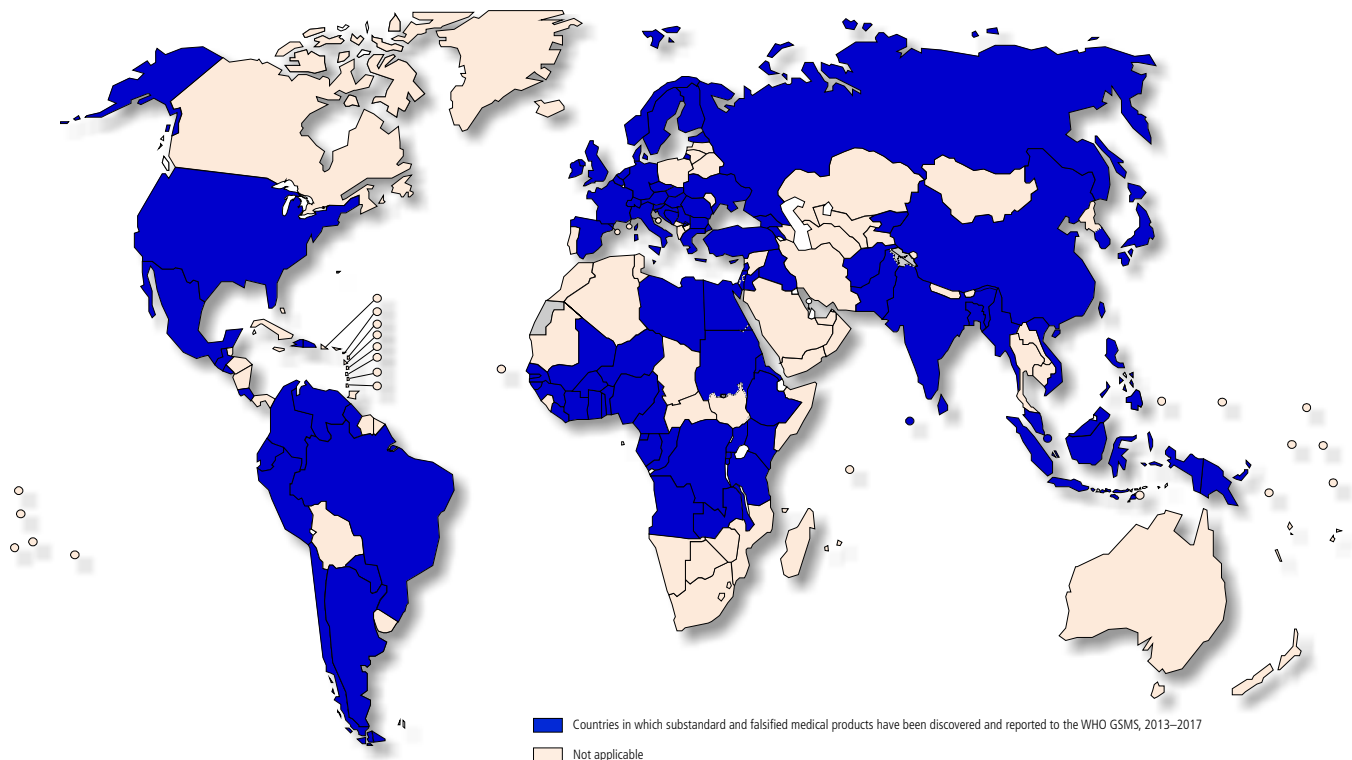 Countries in which substandard and falsified medical products have been discovered and reported to the WHO GSMS, 2013–2017
Not applicable